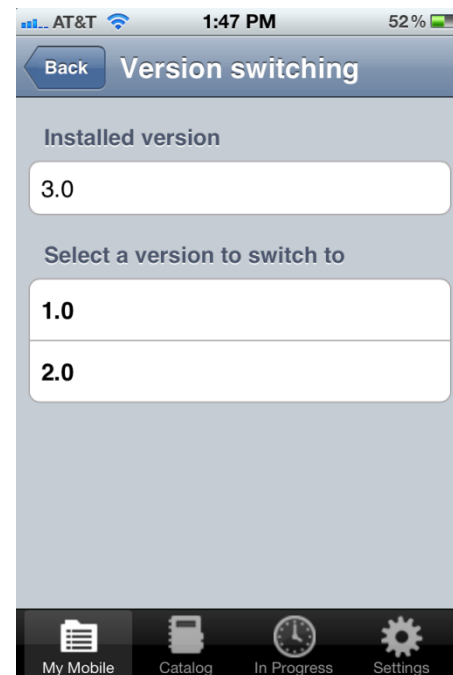 AT&T 1:47 PM 52%
Back Version switching
Installed version
3.0
Select a version to switch to
1.0
2.0
My Mobile Catalog In Progress Settings